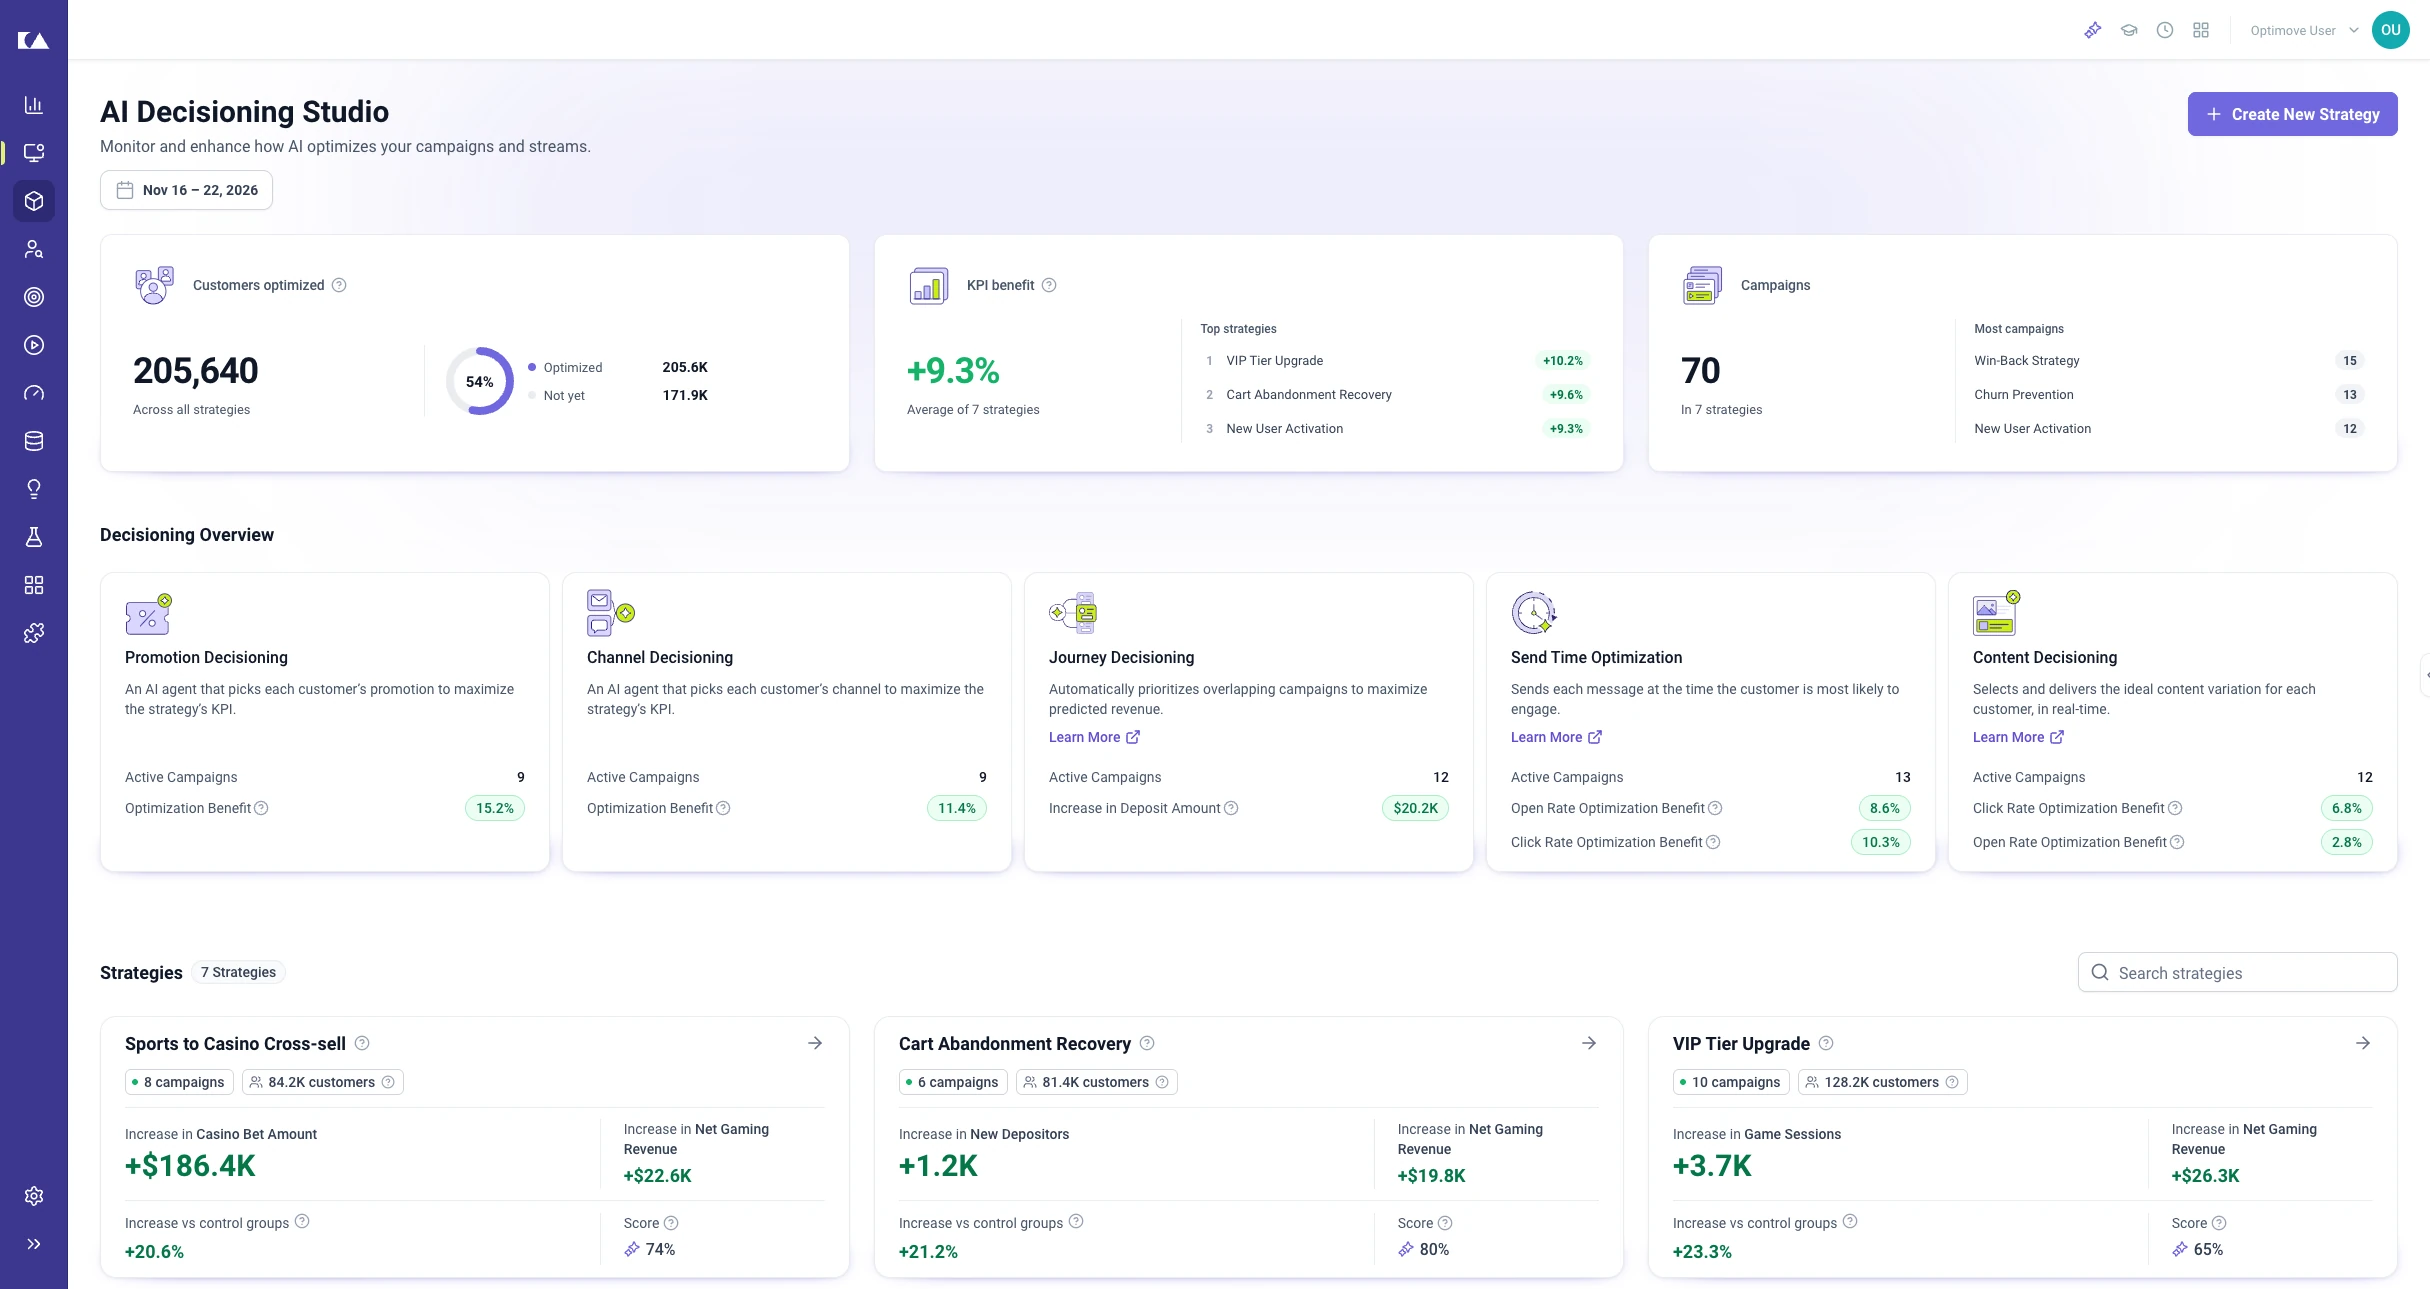 Optimove User
OU
AI Decisioning Studio
Create New Strategy
Monitor and enhance how AI optimizes your campaigns and streams.
Nov 16 – 22, 2026
Customers optimized
205,640
Across all strategies
54%
Optimized 205.6K
Not yet 171.9K
KPI benefit
+9.3%
Average of 7 strategies
Top strategies
1 VIP Tier Upgrade +10.2%
2 Cart Abandonment Recovery +9.6%
3 New User Activation +9.3%
Campaigns
70
In 7 strategies
Most campaigns
Win-Back Strategy 15
Churn Prevention 13
New User Activation 12
Decisioning Overview
Promotion Decisioning
An AI agent that picks each customer’s promotion to maximize
the strategy’s KPI.
Active Campaigns 9
Optimization Benefit 15.2%
Channel Decisioning
An AI agent that picks each customer’s channel to maximize the
strategy’s KPI.
Active Campaigns 9
Optimization Benefit 11.4%
Journey Decisioning
Automatically prioritizes overlapping campaigns to maximize
predicted revenue.
Learn More
Active Campaigns 12
Increase in Deposit Amount $20.2K
Send Time Optimization
Sends each message at the time the customer is most likely to
engage.
Learn More
Active Campaigns 13
Open Rate Optimization Benefit 8.6%
Click Rate Optimization Benefit 10.3%
Content Decisioning
Selects and delivers the ideal content variation for each
customer, in real-time.
Learn More
Active Campaigns 12
Click Rate Optimization Benefit 6.8%
Open Rate Optimization Benefit 2.8%
Strategies 7 Strategies
Search strategies
Sports to Casino Cross-sell
8 campaigns 84.2K customers
Increase in Casino Bet Amount
+$186.4K
Increase in Net Gaming
Revenue
+$22.6K
Increase vs control groups
+20.6%
Score
74%
Cart Abandonment Recovery
6 campaigns 81.4K customers
Increase in New Depositors
+1.2K
Increase in Net Gaming
Revenue
+$19.8K
Increase vs control groups
+21.2%
Score
80%
VIP Tier Upgrade
10 campaigns 128.2K customers
Increase in Game Sessions
+3.7K
Increase in Net Gaming
Revenue
+$26.3K
Increase vs control groups
+23.3%
Score
65%